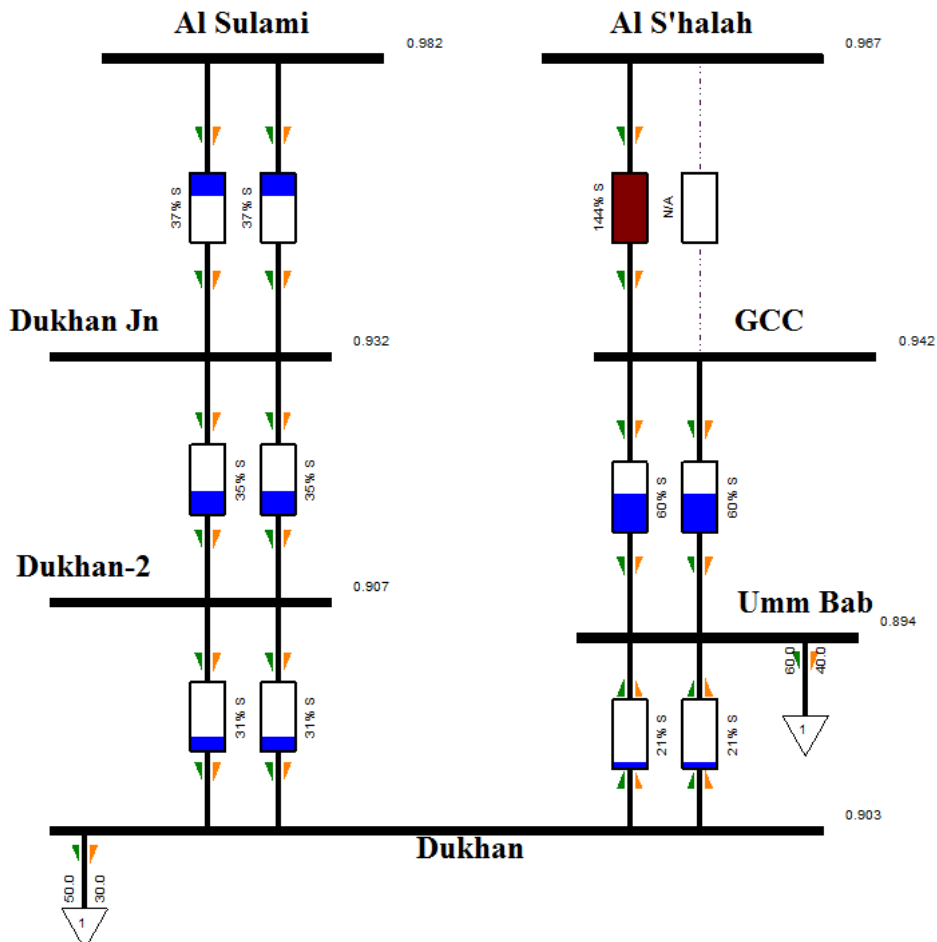 Al Sulami
Al S'halah
0.982
0.967
37% S
37% S
144% S
N/A
Dukhan Jn
GCC
0.932
0.942
35% S
35% S
60% S
60% S
Dukhan-2
0.907
Umm Bab
0.894
60.0
40.0
1
31% S
31% S
21% S
21% S
0.903
Dukhan
50.0
30.0
1